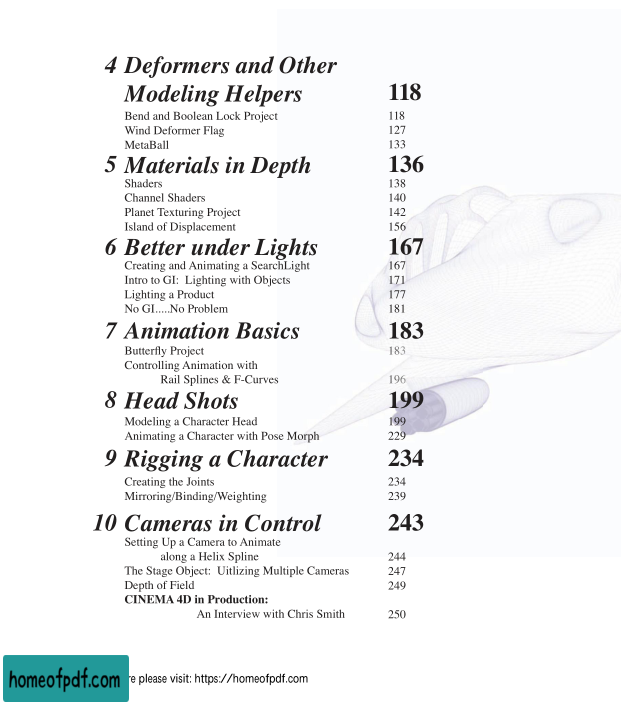 4 Deformers and Other
Modeling Helpers 118
Bend and Boolean Lock Project 118
Wind Deformer Flag 127
MetaBall 133
5 Materials in Depth 136
Shaders 138
Channel Shaders 140
Planet Texturing Project 142
Island of Displacement 156
6 Better under Lights 167
Creating and Animating a SearchLight 167
Intro to GI: Lighting with Objects 171
Lighting a Product 177
No GI.....No Problem 181
7 Animation Basics 183
Butterfly Project 183
Controlling Animation with
Rail Splines & F-Curves 196
8 Head Shots 199
Modeling a Character Head 199
Animating a Character with Pose Morph 229
9 Rigging a Character 234
Creating the Joints 234
Mirroring/Binding/Weighting 239
10 Cameras in Control 243
Setting Up a Camera to Animate
along a Helix Spline 244
The Stage Object: Uitlizing Multiple Cameras 247
Depth of Field 249
CINEMA 4D in Production:
An Interview with Chris Smith 250
homeofpdf.com re please visit: https://homeofpdf.com